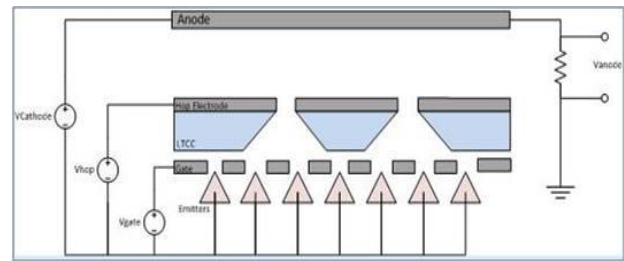 Anode
Vanode
Hop Electrode
VCathode
LTCC
Vhop
Gate
Emitters
Vgate